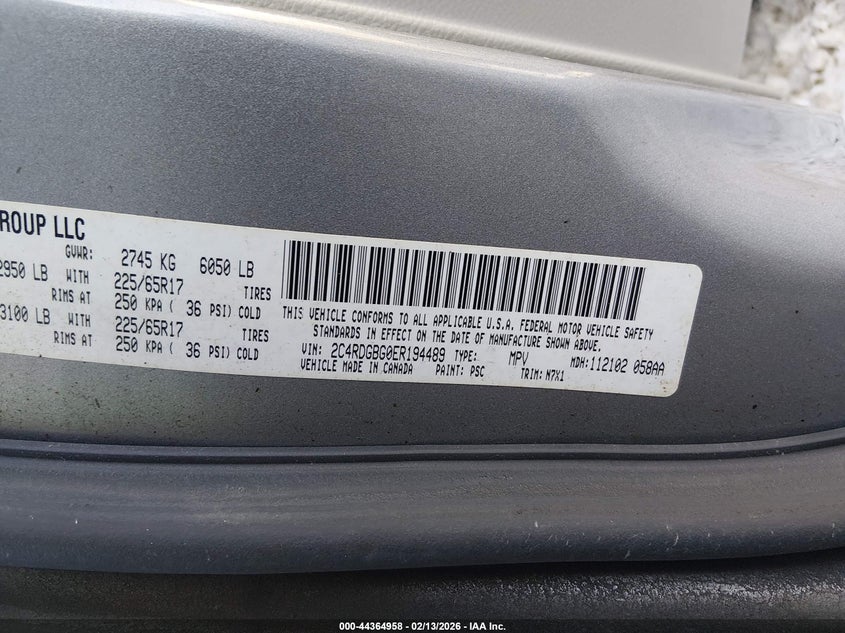 ROUP LLC
GVWR: 2745 KG 6050 LB
2950 LB WITH 225/65R17 TIRES
RIMS AT 250 KPA ( 36 PSI) COLD
3100 LB WITH 225/65R17 TIRES
RIMS AT 250 KPA ( 36 PSI) COLD
THIS VEHICLE CONFORMS TO ALL APPLICABLE U.S.A. FEDERAL MOTOR VEHICLE SAFETY
STANDARDS IN EFFECT ON THE DATE OF MANUFACTURE SHOWN ABOVE.
VIN: 2C4RDGBG0ER194489 TYPE: MPV MDH:112102 058AA
VEHICLE MADE IN CANADA PAINT: PSC TRIM: N7X1
000-44364958 — 02/13/2026 — IAA Inc.